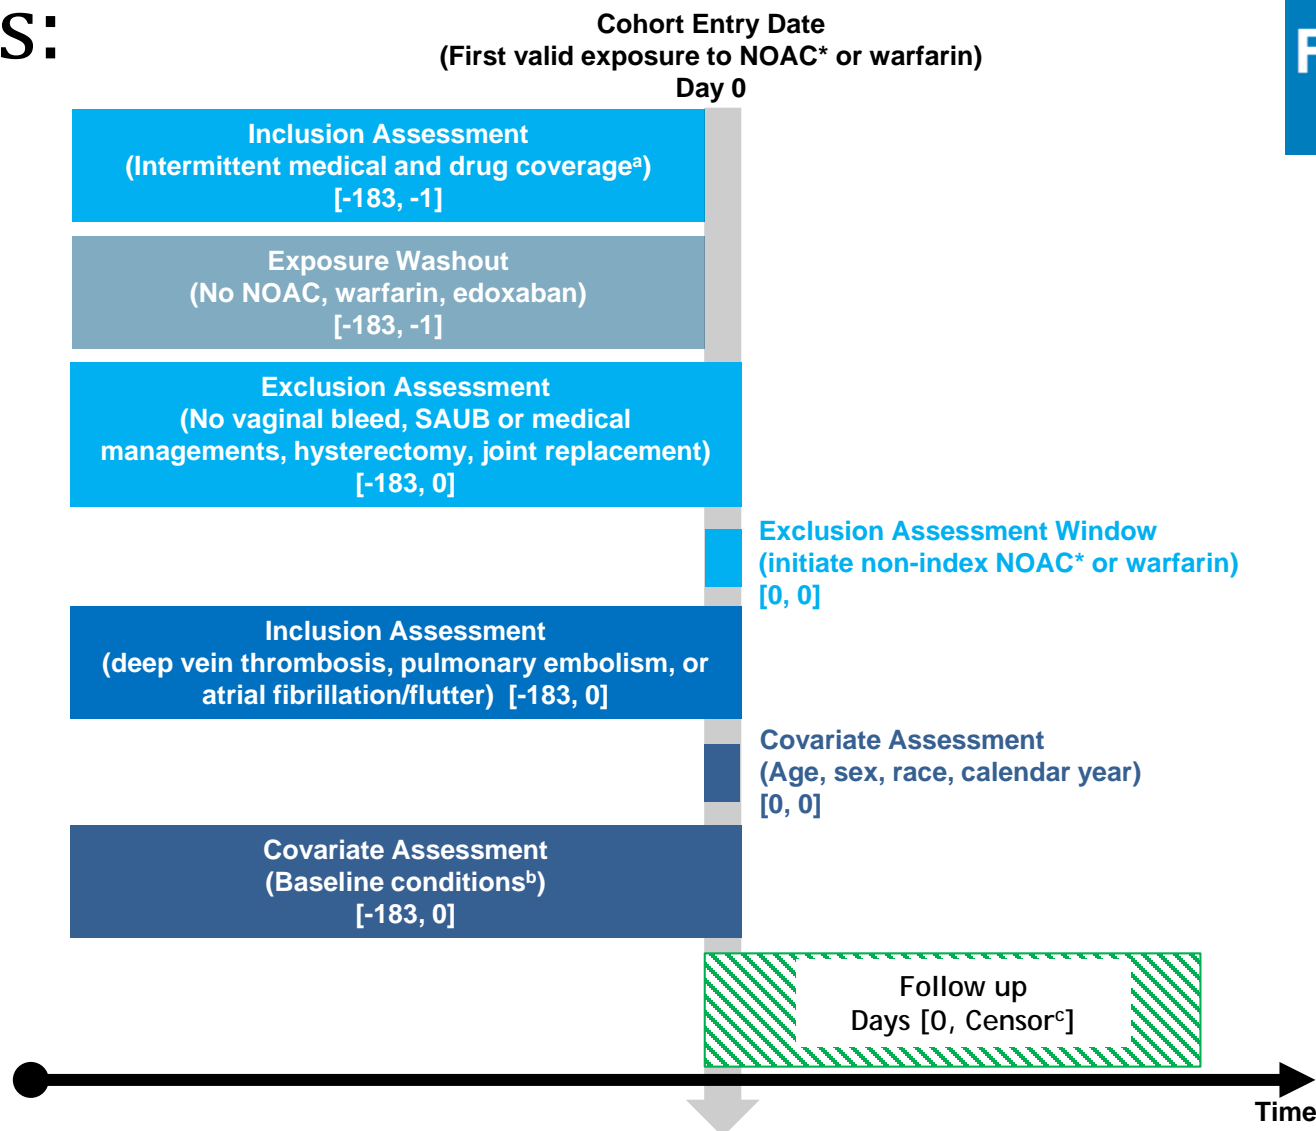 s:
F
Cohort Entry Date
(First valid exposure to NOAC* or warfarin)
Day 0
Inclusion Assessment
(Intermittent medical and drug coverageᵃ)
[-183, -1]
Exposure Washout
(No NOAC, warfarin, edoxaban)
[-183, -1]
Exclusion Assessment
(No vaginal bleed, SAUB or medical
managements, hysterectomy, joint replacement)
[-183, 0]
Exclusion Assessment Window
(initiate non-index NOAC* or warfarin)
[0, 0]
Inclusion Assessment
(deep vein thrombosis, pulmonary embolism, or
atrial fibrillation/flutter) [-183, 0]
Covariate Assessment
(Age, sex, race, calendar year)
[0, 0]
Covariate Assessment
(Baseline conditionsᵇ)
[-183, 0]
Follow up
Days [0, Censorᶜ]
Time